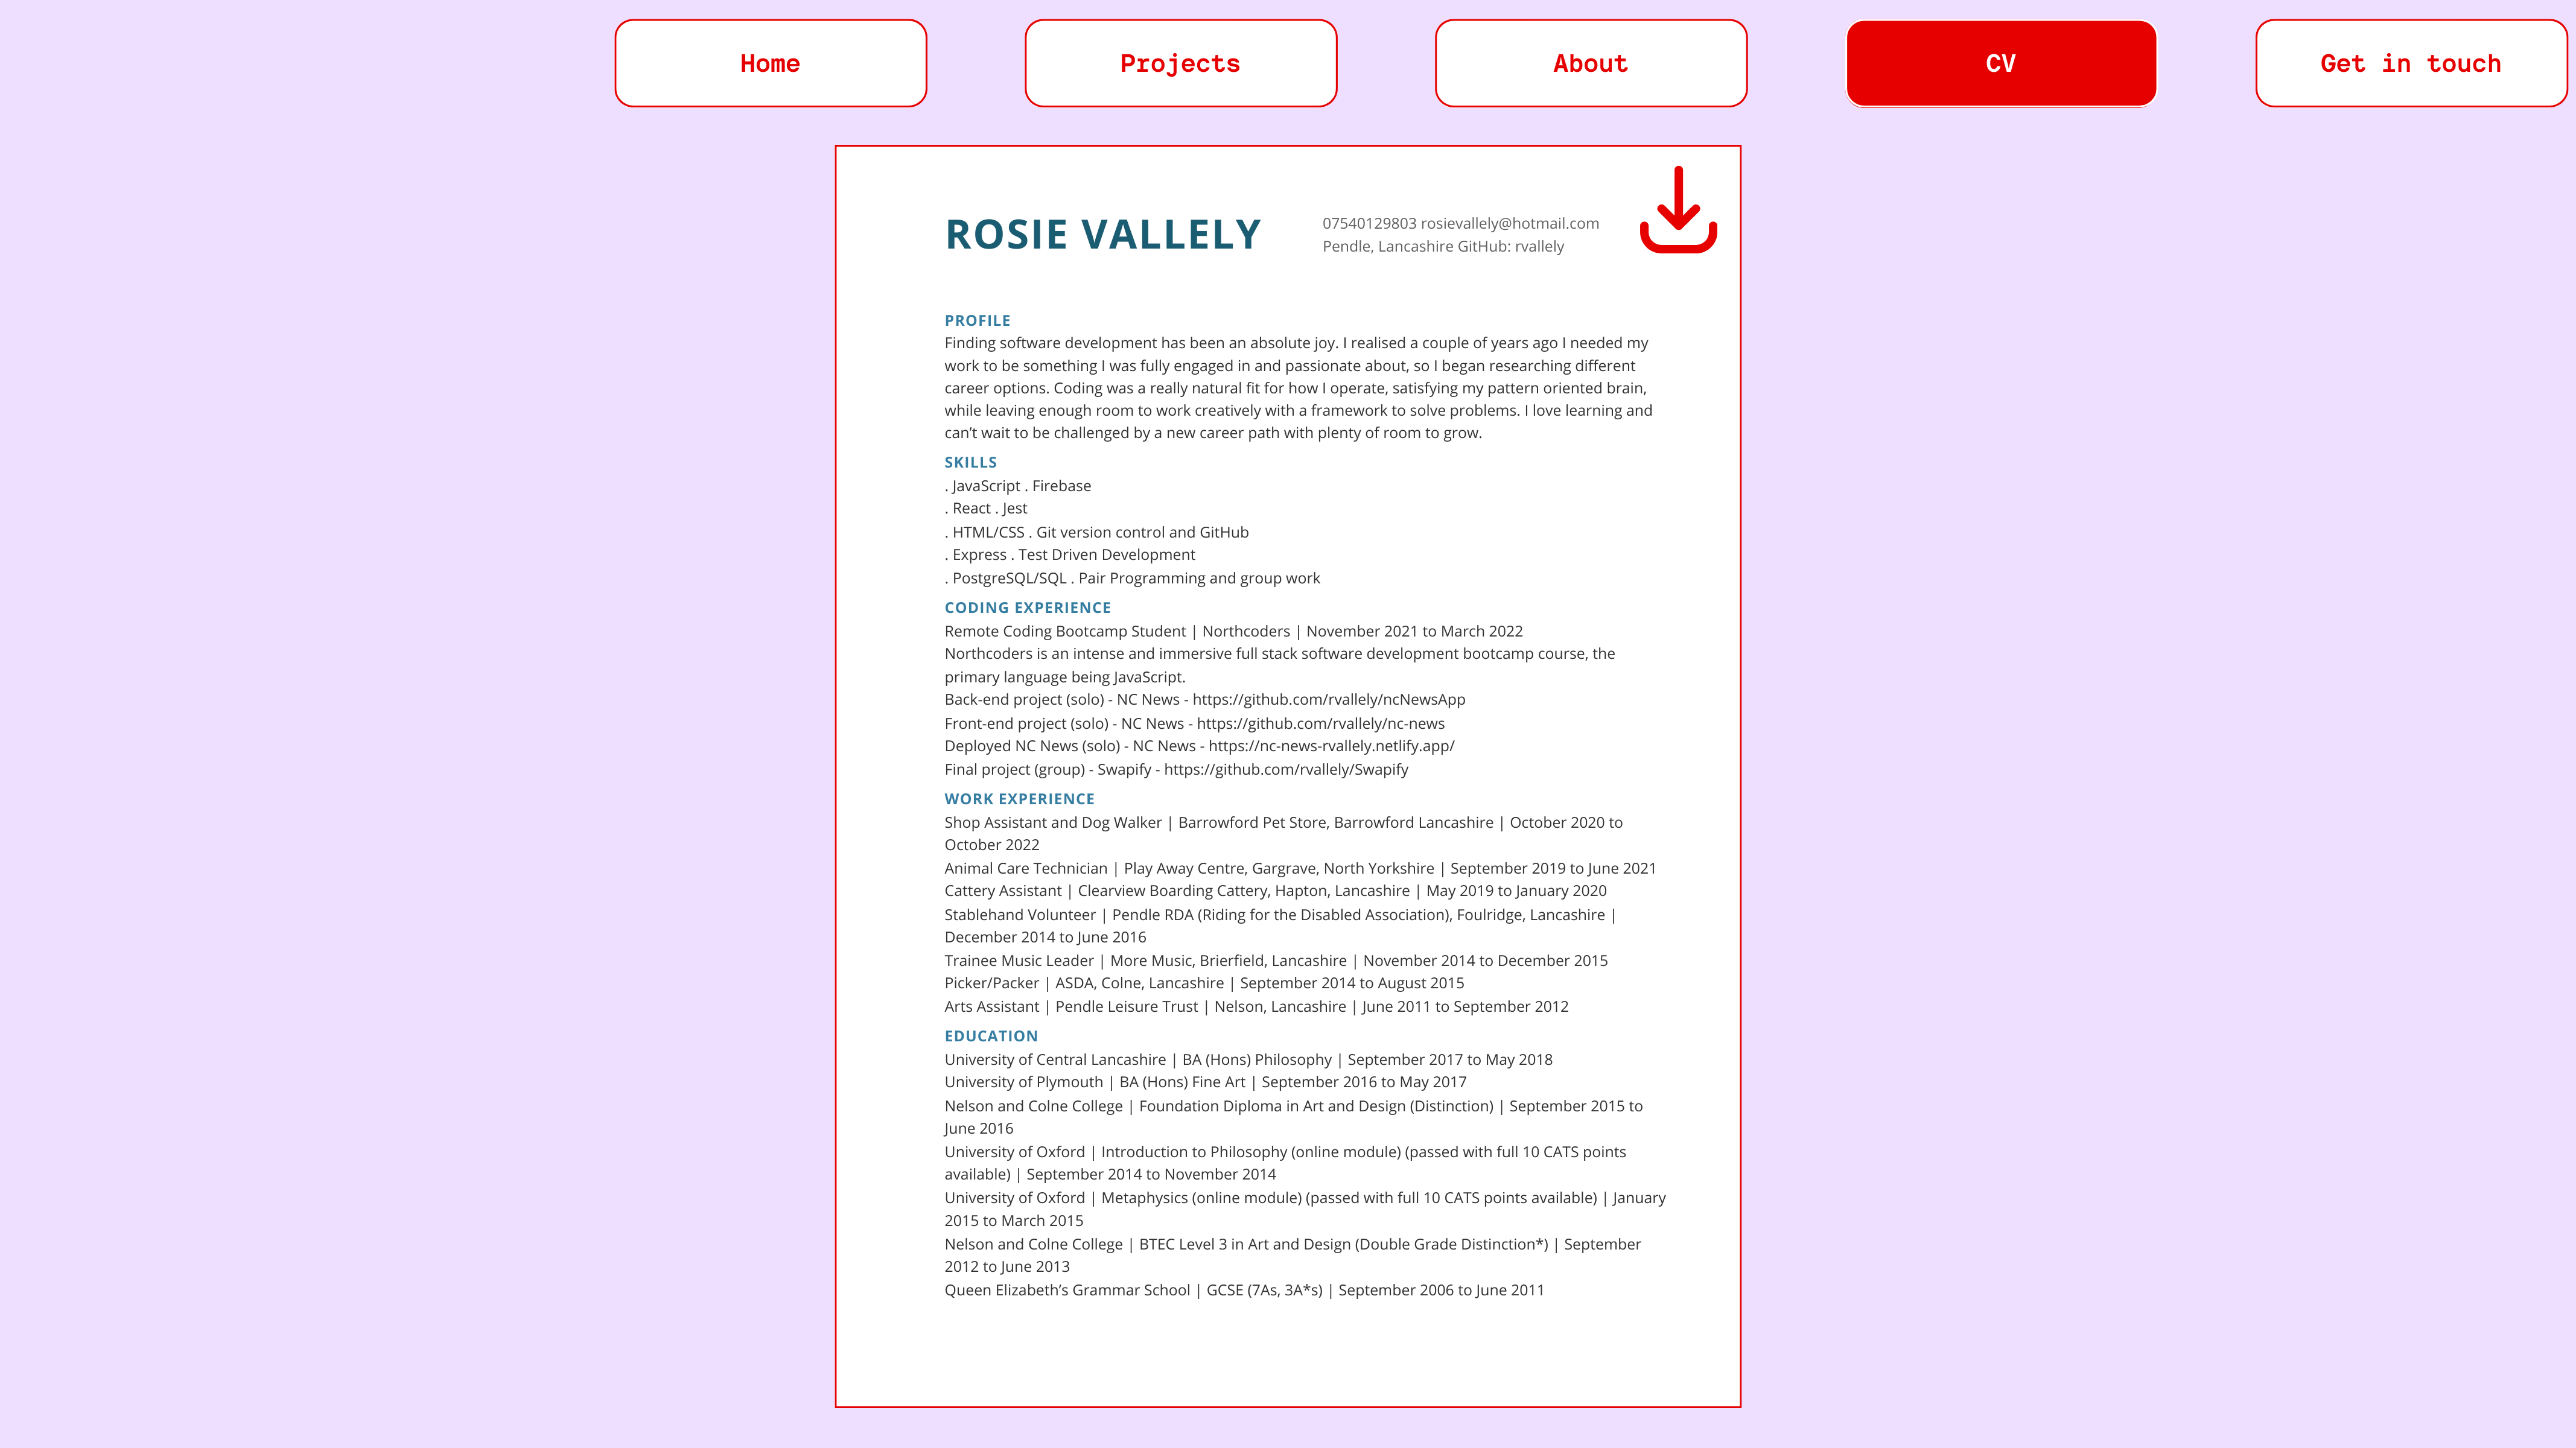 Home
Projects
About
CV
Get in touch
ROSIE VALLELY
07540129803 rosievallely@hotmail.com
Pendle, Lancashire GitHub: rvallely
PROFILE
Finding software development has been an absolute joy. I realised a couple of years ago I needed my
work to be something I was fully engaged in and passionate about, so I began researching different
career options. Coding was a really natural fit for how I operate, satisfying my pattern oriented brain,
while leaving enough room to work creatively with a framework to solve problems. I love learning and
can’t wait to be challenged by a new career path with plenty of room to grow.
SKILLS
. JavaScript . Firebase
. React . Jest
. HTML/CSS . Git version control and GitHub
. Express . Test Driven Development
. PostgreSQL/SQL . Pair Programming and group work
CODING EXPERIENCE
Remote Coding Bootcamp Student | Northcoders | November 2021 to March 2022
Northcoders is an intense and immersive full stack software development bootcamp course, the
primary language being JavaScript.
Back-end project (solo) - NC News - https://github.com/rvallely/ncNewsApp
Front-end project (solo) - NC News - https://github.com/rvallely/nc-news
Deployed NC News (solo) - NC News - https://nc-news-rvallely.netlify.app/
Final project (group) - Swapify - https://github.com/rvallely/Swapify
WORK EXPERIENCE
Shop Assistant and Dog Walker | Barrowford Pet Store, Barrowford Lancashire | October 2020 to
October 2022
Animal Care Technician | Play Away Centre, Gargrave, North Yorkshire | September 2019 to June 2021
Cattery Assistant | Clearview Boarding Cattery, Hapton, Lancashire | May 2019 to January 2020
Stablehand Volunteer | Pendle RDA (Riding for the Disabled Association), Foulridge, Lancashire |
December 2014 to June 2016
Trainee Music Leader | More Music, Brierfield, Lancashire | November 2014 to December 2015
Picker/Packer | ASDA, Colne, Lancashire | September 2014 to August 2015
Arts Assistant | Pendle Leisure Trust | Nelson, Lancashire | June 2011 to September 2012
EDUCATION
University of Central Lancashire | BA (Hons) Philosophy | September 2017 to May 2018
University of Plymouth | BA (Hons) Fine Art | September 2016 to May 2017
Nelson and Colne College | Foundation Diploma in Art and Design (Distinction) | September 2015 to
June 2016
University of Oxford | Introduction to Philosophy (online module) (passed with full 10 CATS points
available) | September 2014 to November 2014
University of Oxford | Metaphysics (online module) (passed with full 10 CATS points available) | January
2015 to March 2015
Nelson and Colne College | BTEC Level 3 in Art and Design (Double Grade Distinction*) | September
2012 to June 2013
Queen Elizabeth’s Grammar School | GCSE (7As, 3A*s) | September 2006 to June 2011